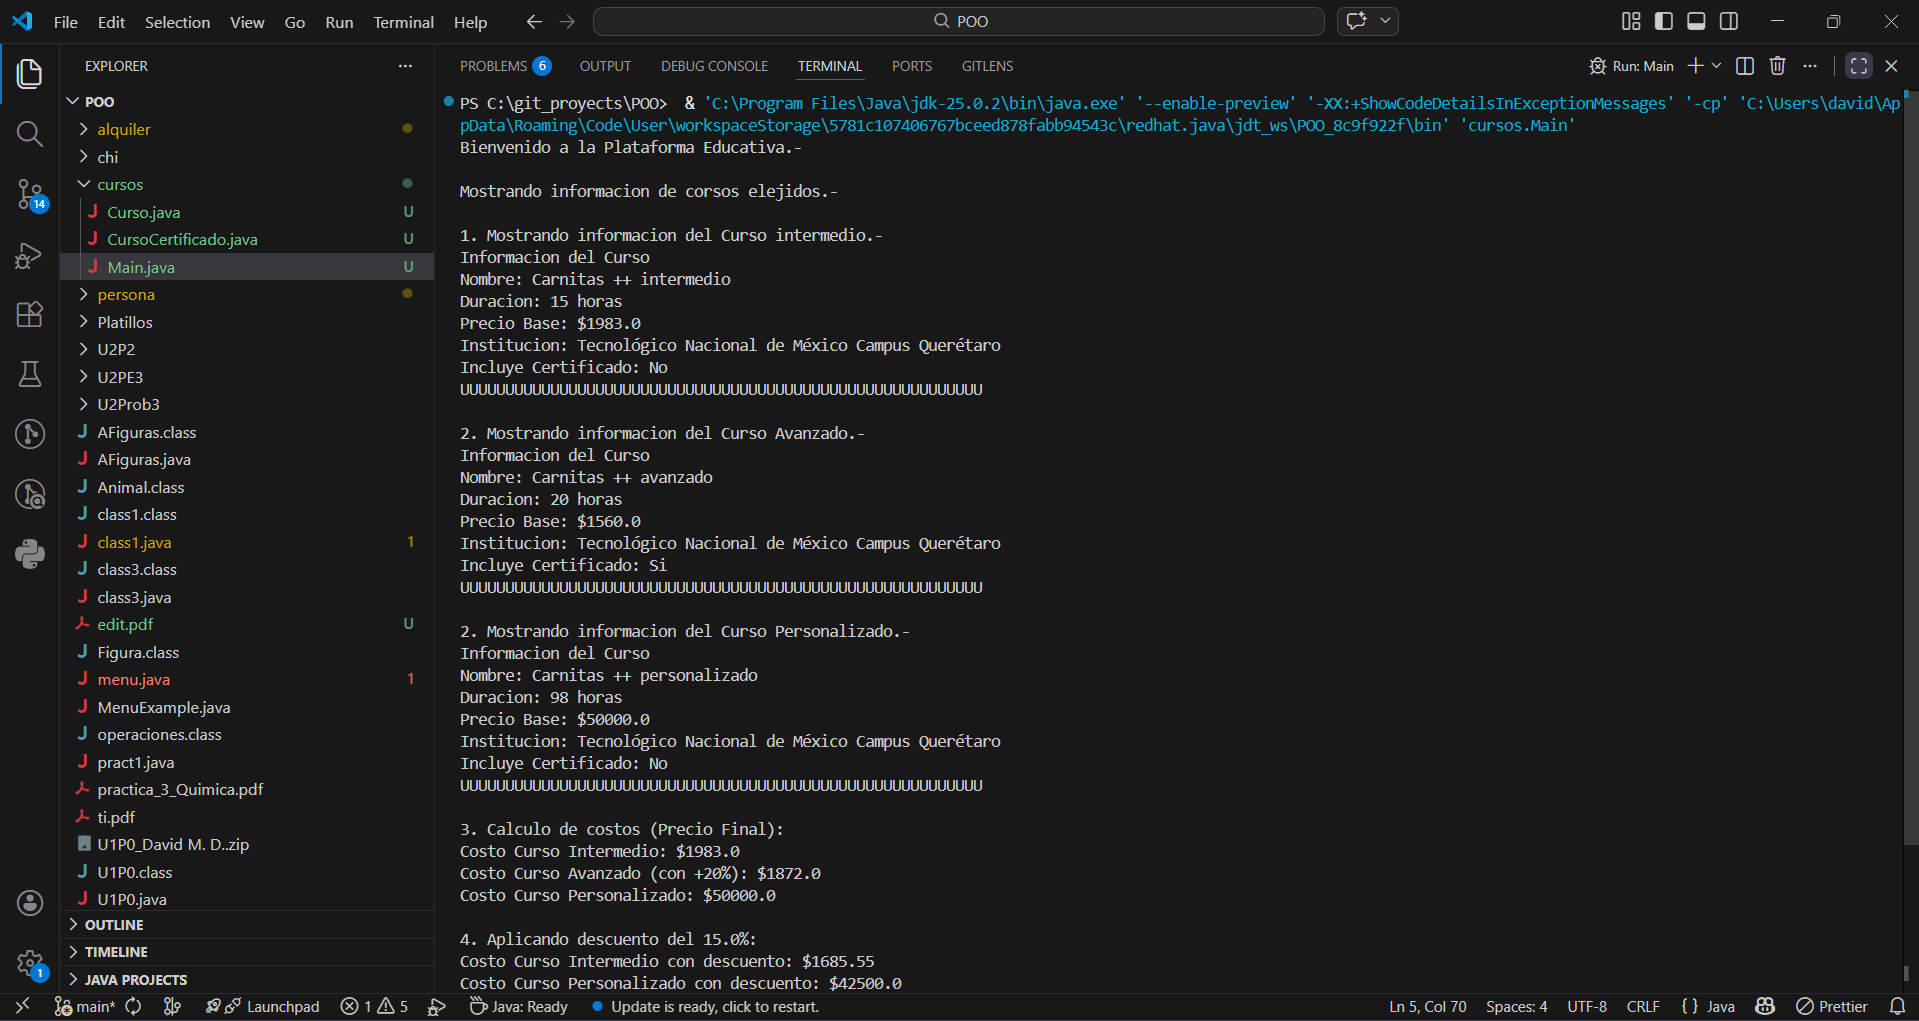 File Edit Selection View Go Run Terminal Help
POO
EXPLORER
POO
alquiler
chi
cursos
Curso.java U
CursoCertificado.java U
Main.java U
persona
Platillos
U2P2
U2PE3
U2Prob3
AFiguras.class
AFiguras.java
Animal.class
class1.class
class1.java 1
class3.class
class3.java
edit.pdf U
Figura.class
menu.java 1
MenuExample.java
operaciones.class
pract1.java
practica_3_Quimica.pdf
ti.pdf
U1P0_David M. D..zip
U1P0.class
U1P0.java
OUTLINE
TIMELINE
JAVA PROJECTS
14
1
PROBLEMS 6 OUTPUT DEBUG CONSOLE TERMINAL PORTS GITLENS
Run: Main
PS C:\git_proyects\POO>  & 'C:\Program Files\Java\jdk-25.0.2\bin\java.exe' '--enable-preview' '-XX:+ShowCodeDetailsInExceptionMessages' '-cp' 'C:\Users\david\Ap
pData\Roaming\Code\User\workspaceStorage\5781c107406767bceed878fabb94543c\redhat.java\jdt_ws\POO_8c9f922f\bin' 'cursos.Main'
Bienvenido a la Plataforma Educativa.-
Mostrando informacion de corsos elejidos.-
1. Mostrando informacion del Curso intermedio.-
Informacion del Curso
Nombre: Carnitas ++ intermedio
Duracion: 15 horas
Precio Base: $1983.0
Institucion: Tecnológico Nacional de México Campus Querétaro
Incluye Certificado: No
UUUUUUUUUUUUUUUUUUUUUUUUUUUUUUUUUUUUUUUUUUUUUUUUUUUUUUUUUU
2. Mostrando informacion del Curso Avanzado.-
Informacion del Curso
Nombre: Carnitas ++ avanzado
Duracion: 20 horas
Precio Base: $1560.0
Institucion: Tecnológico Nacional de México Campus Querétaro
Incluye Certificado: Si
UUUUUUUUUUUUUUUUUUUUUUUUUUUUUUUUUUUUUUUUUUUUUUUUUUUUUUUUUU
2. Mostrando informacion del Curso Personalizado.-
Informacion del Curso
Nombre: Carnitas ++ personalizado
Duracion: 98 horas
Precio Base: $50000.0
Institucion: Tecnológico Nacional de México Campus Querétaro
Incluye Certificado: No
UUUUUUUUUUUUUUUUUUUUUUUUUUUUUUUUUUUUUUUUUUUUUUUUUUUUUUUUUU
3. Calculo de costos (Precio Final):
Costo Curso Intermedio: $1983.0
Costo Curso Avanzado (con +20%): $1872.0
Costo Curso Personalizado: $50000.0
4. Aplicando descuento del 15.0%:
Costo Curso Intermedio con descuento: $1685.55
Costo Curso Personalizado con descuento: $42500.0
main* Launchpad 1 5 Java: Ready Update is ready, click to restart. Ln 5, Col 70 Spaces: 4 UTF-8 CRLF {} Java Prettier